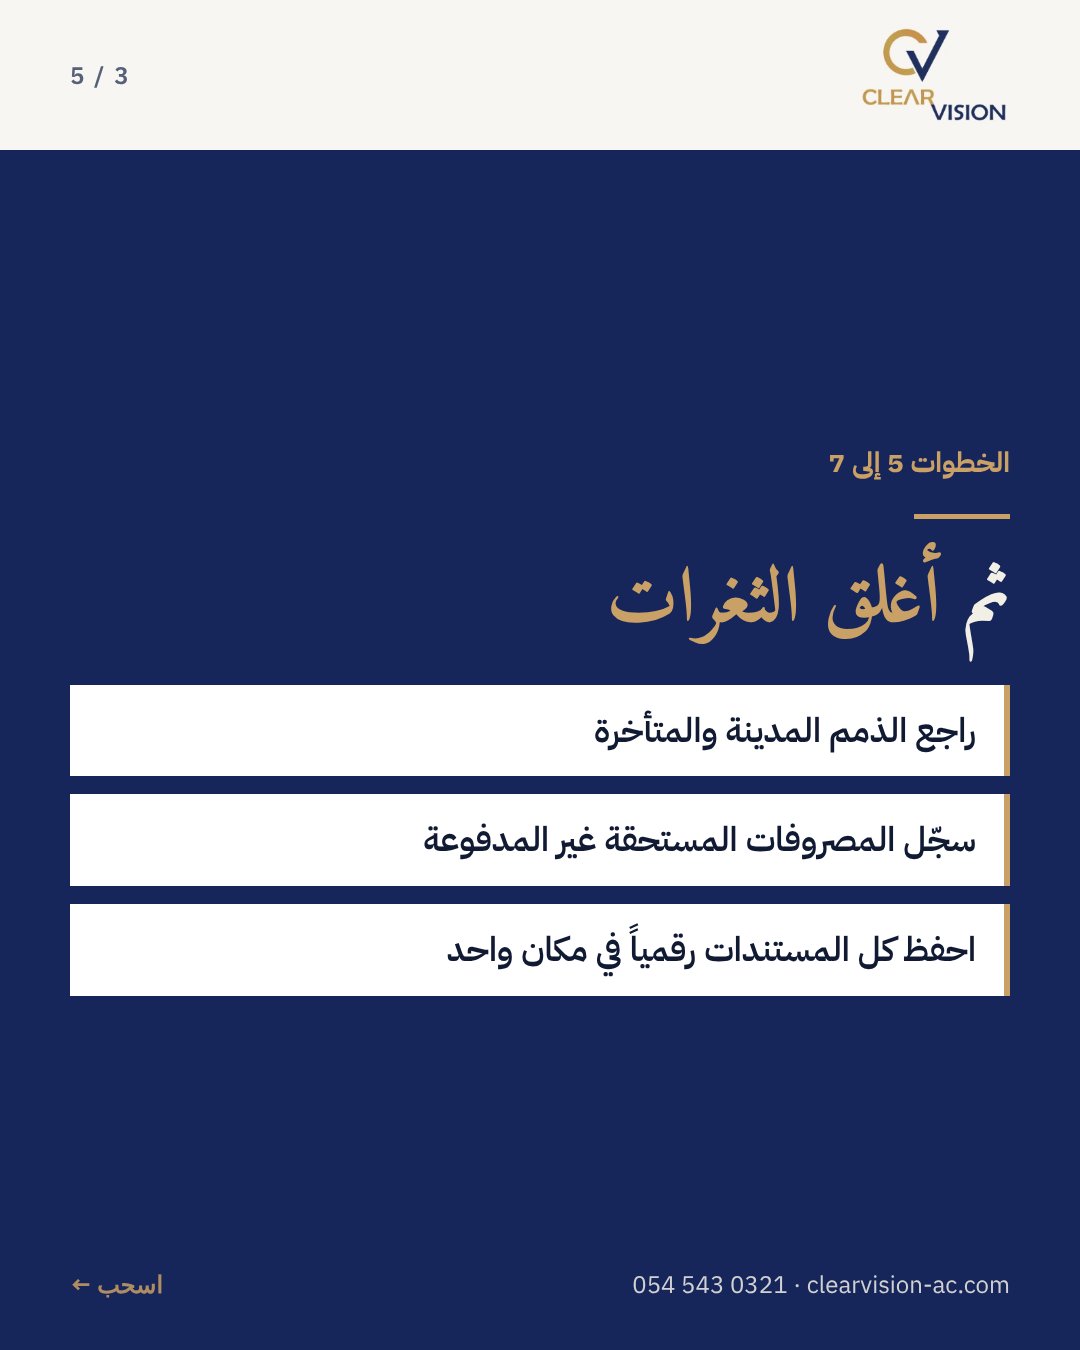 CLEAR
VISION
5 / 3
الخطوات 5 إلى 7
ثم أغلق الثغرات
راجع الذمم المدينة والمتأخرة
سجّل المصروفات المستحقة غير المدفوعة
احفظ كل المستندات رقمياً في مكان واحد
054 543 0321 · clearvision-ac.com
اسحب ←